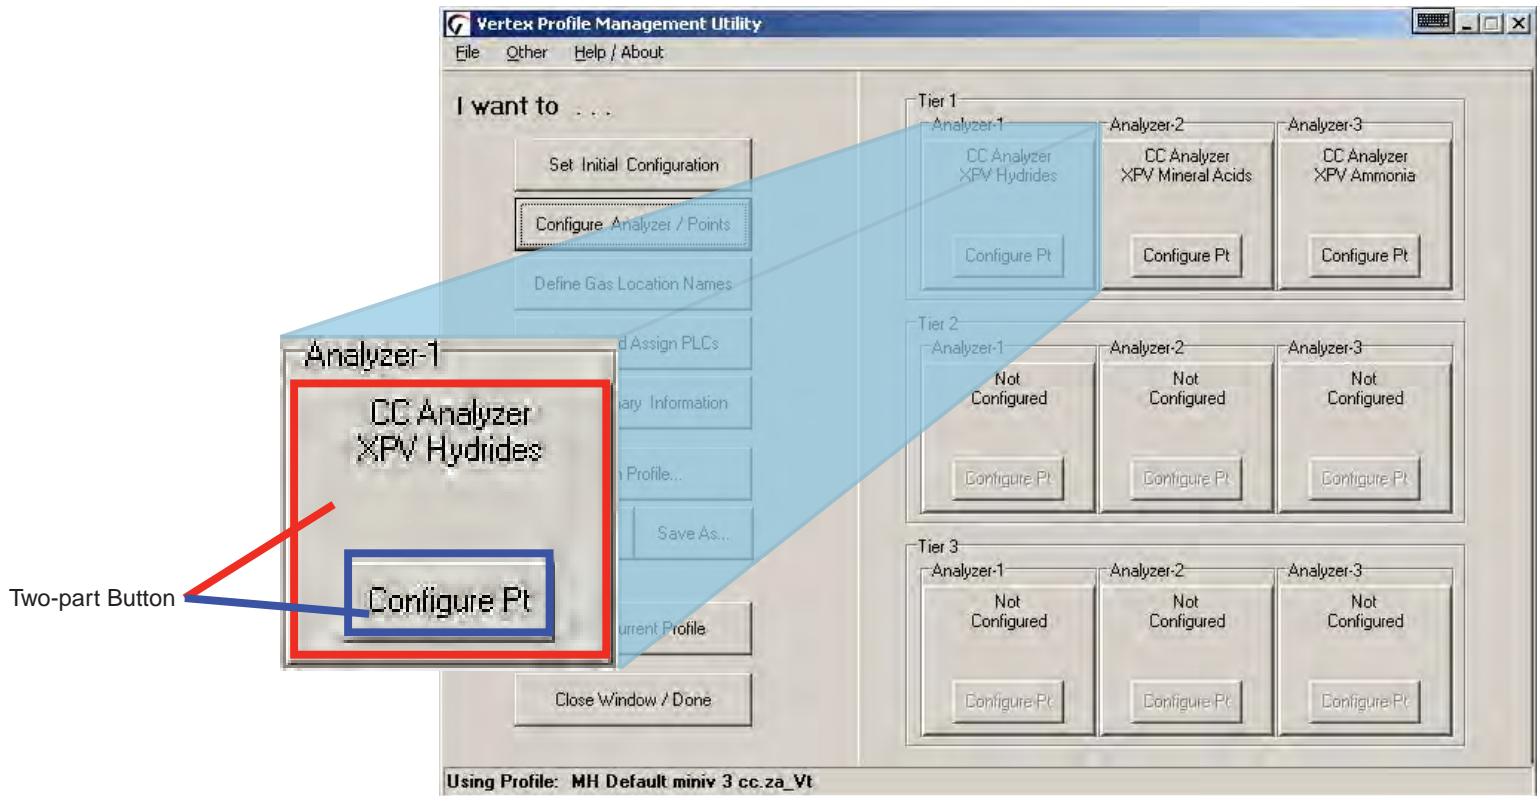 Vertex Profile Management Utility
File Other Help / About
I want to . . .
Set Initial Configuration
Configure Analyzer / Points
Define Gas Location Names
d Assign PLCs
ary Information
Profile...
Save As...
urrent Profile
Close Window / Done
Tier 1
Analyzer-1
CC Analyzer
XPV Hydrides
Configure Pt
Analyzer-2
CC Analyzer
XPV Mineral Acids
Configure Pt
Analyzer-3
CC Analyzer
XPV Ammonia
Configure Pt
Tier 2
Analyzer-1
Not
Configured
Configure Pt
Analyzer-2
Not
Configured
Configure Pt
Analyzer-3
Not
Configured
Configure Pt
Tier 3
Analyzer-1
Not
Configured
Configure Pt
Analyzer-2
Not
Configured
Configure Pt
Analyzer-3
Not
Configured
Configure Pt
Analyzer-1
CC Analyzer
XPV Hydrides
Configure Pt
Two-part Button
Using Profile: MH Default miniv 3 cc.za_Vt